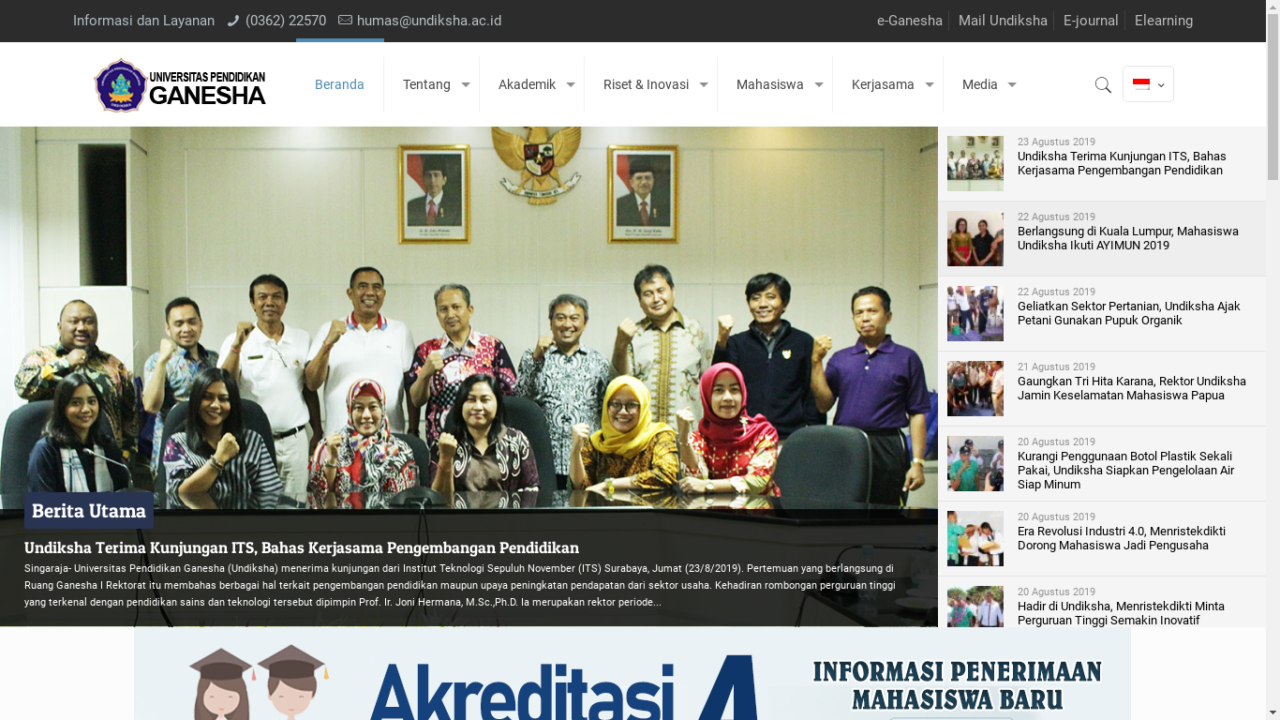 Informasi dan Layanan (0362) 22570 humas@undiksha.ac.id
e-Ganesha Mail Undiksha E-journal Elearning
UNIVERSITAS PENDIDIKAN
GANESHA
Beranda Tentang Akademik Riset & Inovasi Mahasiswa Kerjasama Media
Berita Utama
Undiksha Terima Kunjungan ITS, Bahas Kerjasama Pengembangan Pendidikan
Singaraja- Universitas Pendidikan Ganesha (Undiksha) menerima kunjungan dari Institut Teknologi Sepuluh November (ITS) Surabaya, Jumat (23/8/2019). Pertemuan yang berlangsung di
Ruang Ganesha I Rektorat itu membahas berbagai hal terkait pengembangan pendidikan maupun upaya peningkatan pendapatan dari sektor usaha. Kehadiran rombongan perguruan tinggi
yang terkenal dengan pendidikan sains dan teknologi tersebut dipimpin Prof. Ir. Joni Hermana, M.Sc.,Ph.D. Ia merupakan rektor periode...
23 Agustus 2019
Undiksha Terima Kunjungan ITS, Bahas
Kerjasama Pengembangan Pendidikan
22 Agustus 2019
Berlangsung di Kuala Lumpur, Mahasiswa
Undiksha Ikuti AYIMUN 2019
22 Agustus 2019
Geliatkan Sektor Pertanian, Undiksha Ajak
Petani Gunakan Pupuk Organik
21 Agustus 2019
Gaungkan Tri Hita Karana, Rektor Undiksha
Jamin Keselamatan Mahasiswa Papua
20 Agustus 2019
Kurangi Penggunaan Botol Plastik Sekali
Pakai, Undiksha Siapkan Pengelolaan Air
Siap Minum
20 Agustus 2019
Era Revolusi Industri 4.0, Menristekdikti
Dorong Mahasiswa Jadi Pengusaha
20 Agustus 2019
Hadir di Undiksha, Menristekdikti Minta
Perguruan Tinggi Semakin Inovatif
Akreditasi A
INFORMASI PENERIMAAN
MAHASISWA BARU